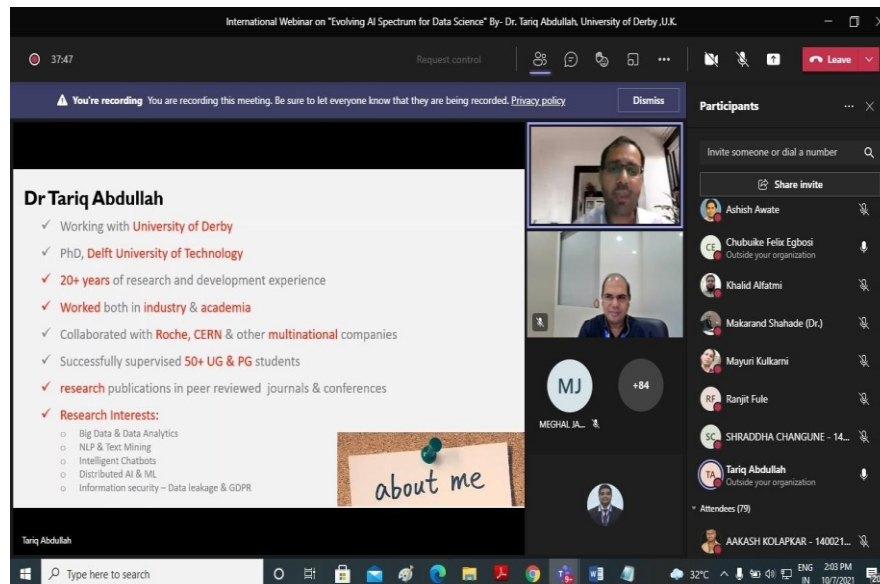 International Webinar on "Evolving AI Spectrum for Data Science" By- Dr. Tariq Abdullah, University of Derby ,U.K.
37:47
Request control
Leave
You're recording You are recording this meeting. Be sure to let everyone know that they are being recorded. Privacy policy
Dismiss
Dr Tariq Abdullah
Working with University of Derby
PhD, Delft University of Technology
20+ years of research and development experience
Worked both in industry & academia
Collaborated with Roche, CERN & other multinational companies
Successfully supervised 50+ UG & PG students
research publications in peer reviewed journals & conferences
Research Interests:
Big Data & Data Analytics
NLP & Text Mining
Intelligent Chatbots
Distributed AI & ML
Information security – Data leakage & GDPR
about me
Tariq Abdullah
MJ
+84
MEGHAL JA...
Participants
Invite someone or dial a number
Share invite
Ashish Awate
CE
Chubuike Felix Egbosi
Outside your organization
Khalid Alfatmi
Makarand Shahade (Dr.)
Mayuri Kulkarni
RF
Ranjit Fule
SC
SHRADDHA CHANGUNE - 14...
TA
Tariq Abdullah
Outside your organization
Attendees (79)
AAKASH KOLAPKAR - 140021...
Type here to search
32°C
ENG
IN
2:03 PM
10/7/2021